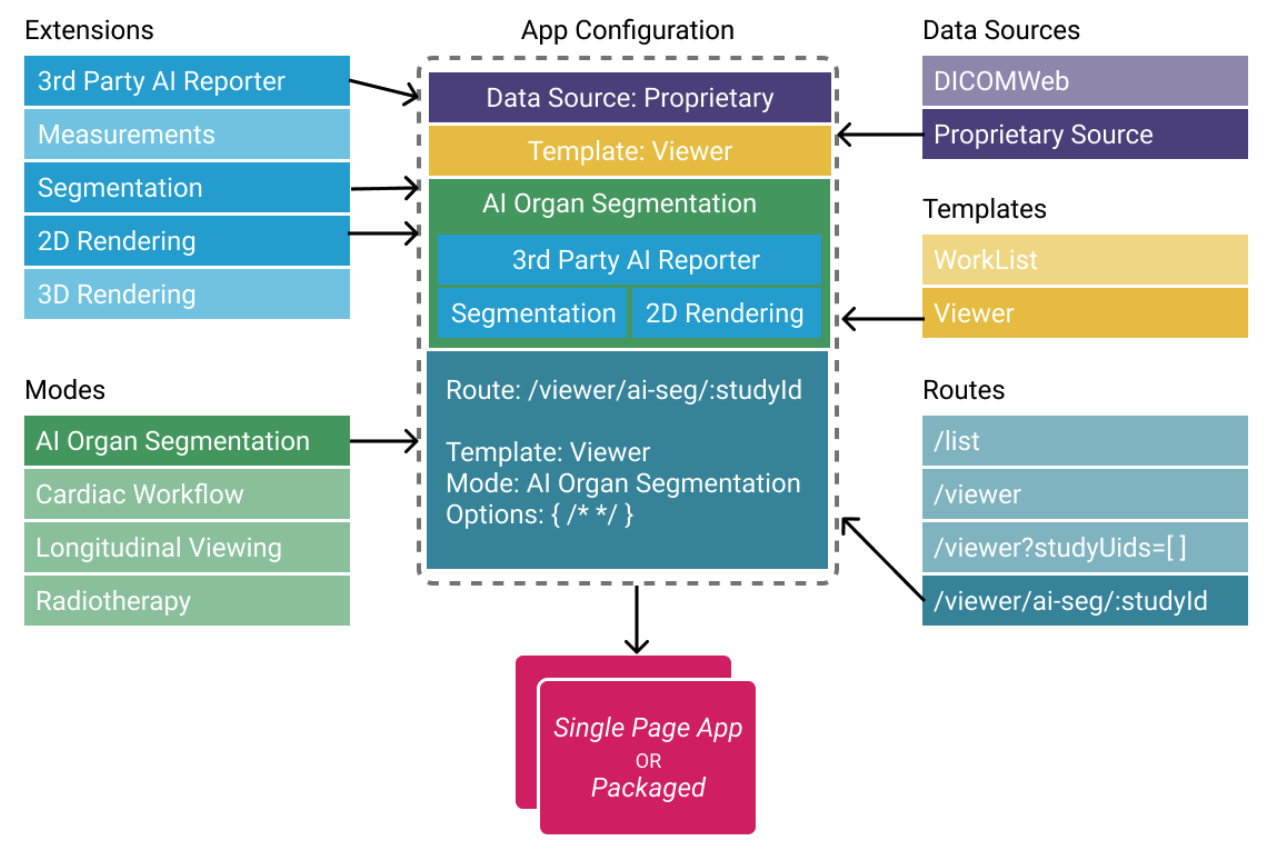 Extensions
3rd Party AI Reporter
Measurements
Segmentation
2D Rendering
3D Rendering
Modes
AI Organ Segmentation
Cardiac Workflow
Longitudinal Viewing
Radiotherapy
App Configuration
Data Source: Proprietary
Template: Viewer
AI Organ Segmentation
3rd Party AI Reporter
Segmentation
2D Rendering
Route: /viewer/ai-seg/:studyId
Template: Viewer
Mode: AI Organ Segmentation
Options: { /* */ }
Single Page App
OR
Packaged
Data Sources
DICOMWeb
Proprietary Source
Templates
WorkList
Viewer
Routes
/list
/viewer
/viewer?studyUids=[ ]
/viewer/ai-seg/:studyId